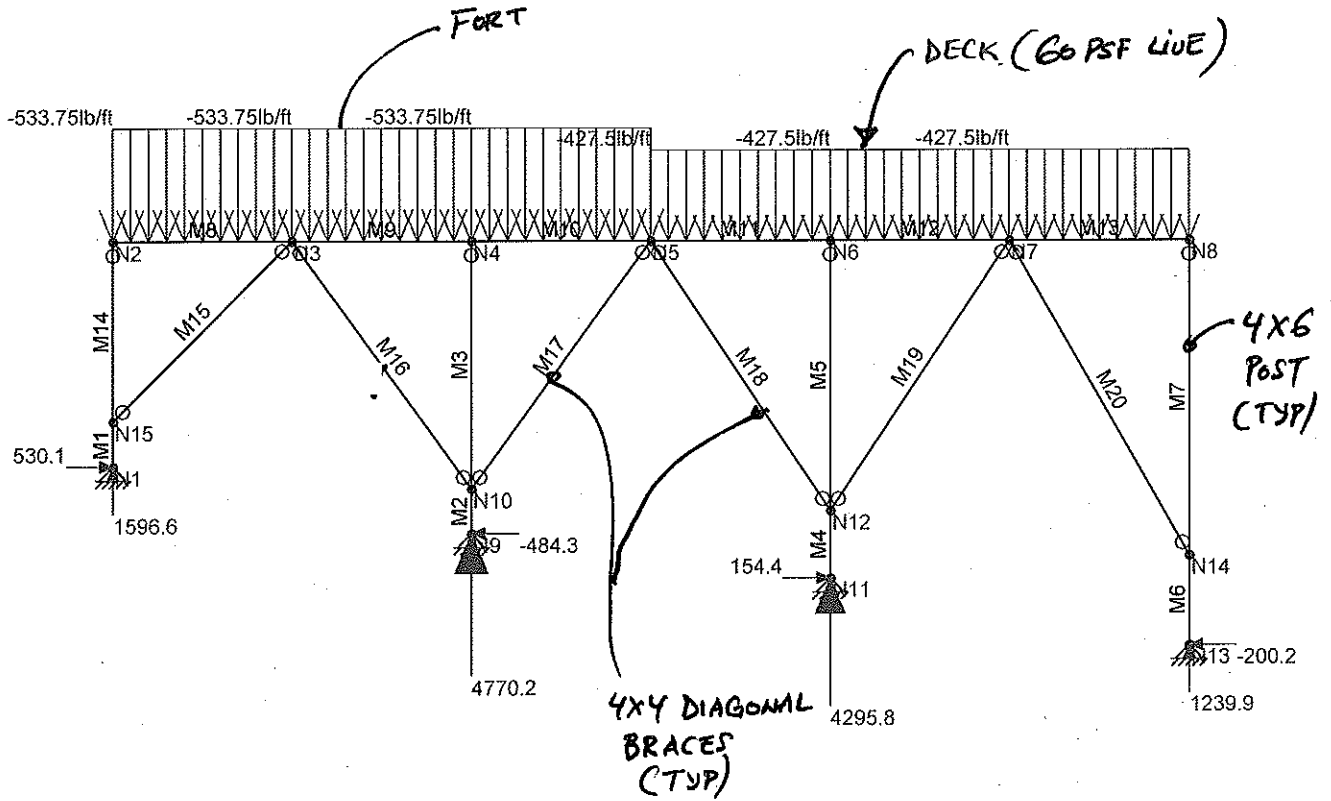 FORT
DECK. (60 PSF LIVE)
-533.75lb/ft -533.75lb/ft -533.75lb/ft
-427.5lb/ft -427.5lb/ft -427.5lb/ft
M8 M9 M10 M11 M12 M13
N2 N3 N4 N5 N6 N7 N8
M14 M15 M16 M3 M17 M18 M5 M19 M20 M7
4X6
POST
(TYP)
N15
530.1 M1 N1
1596.6
N10
M2 N9 -484.3
4770.2
N12
M4
154.4 N11
4295.8
N14
M6
N13 -200.2
1239.9
4X4 DIAGONAL
BRACES
(TYP)